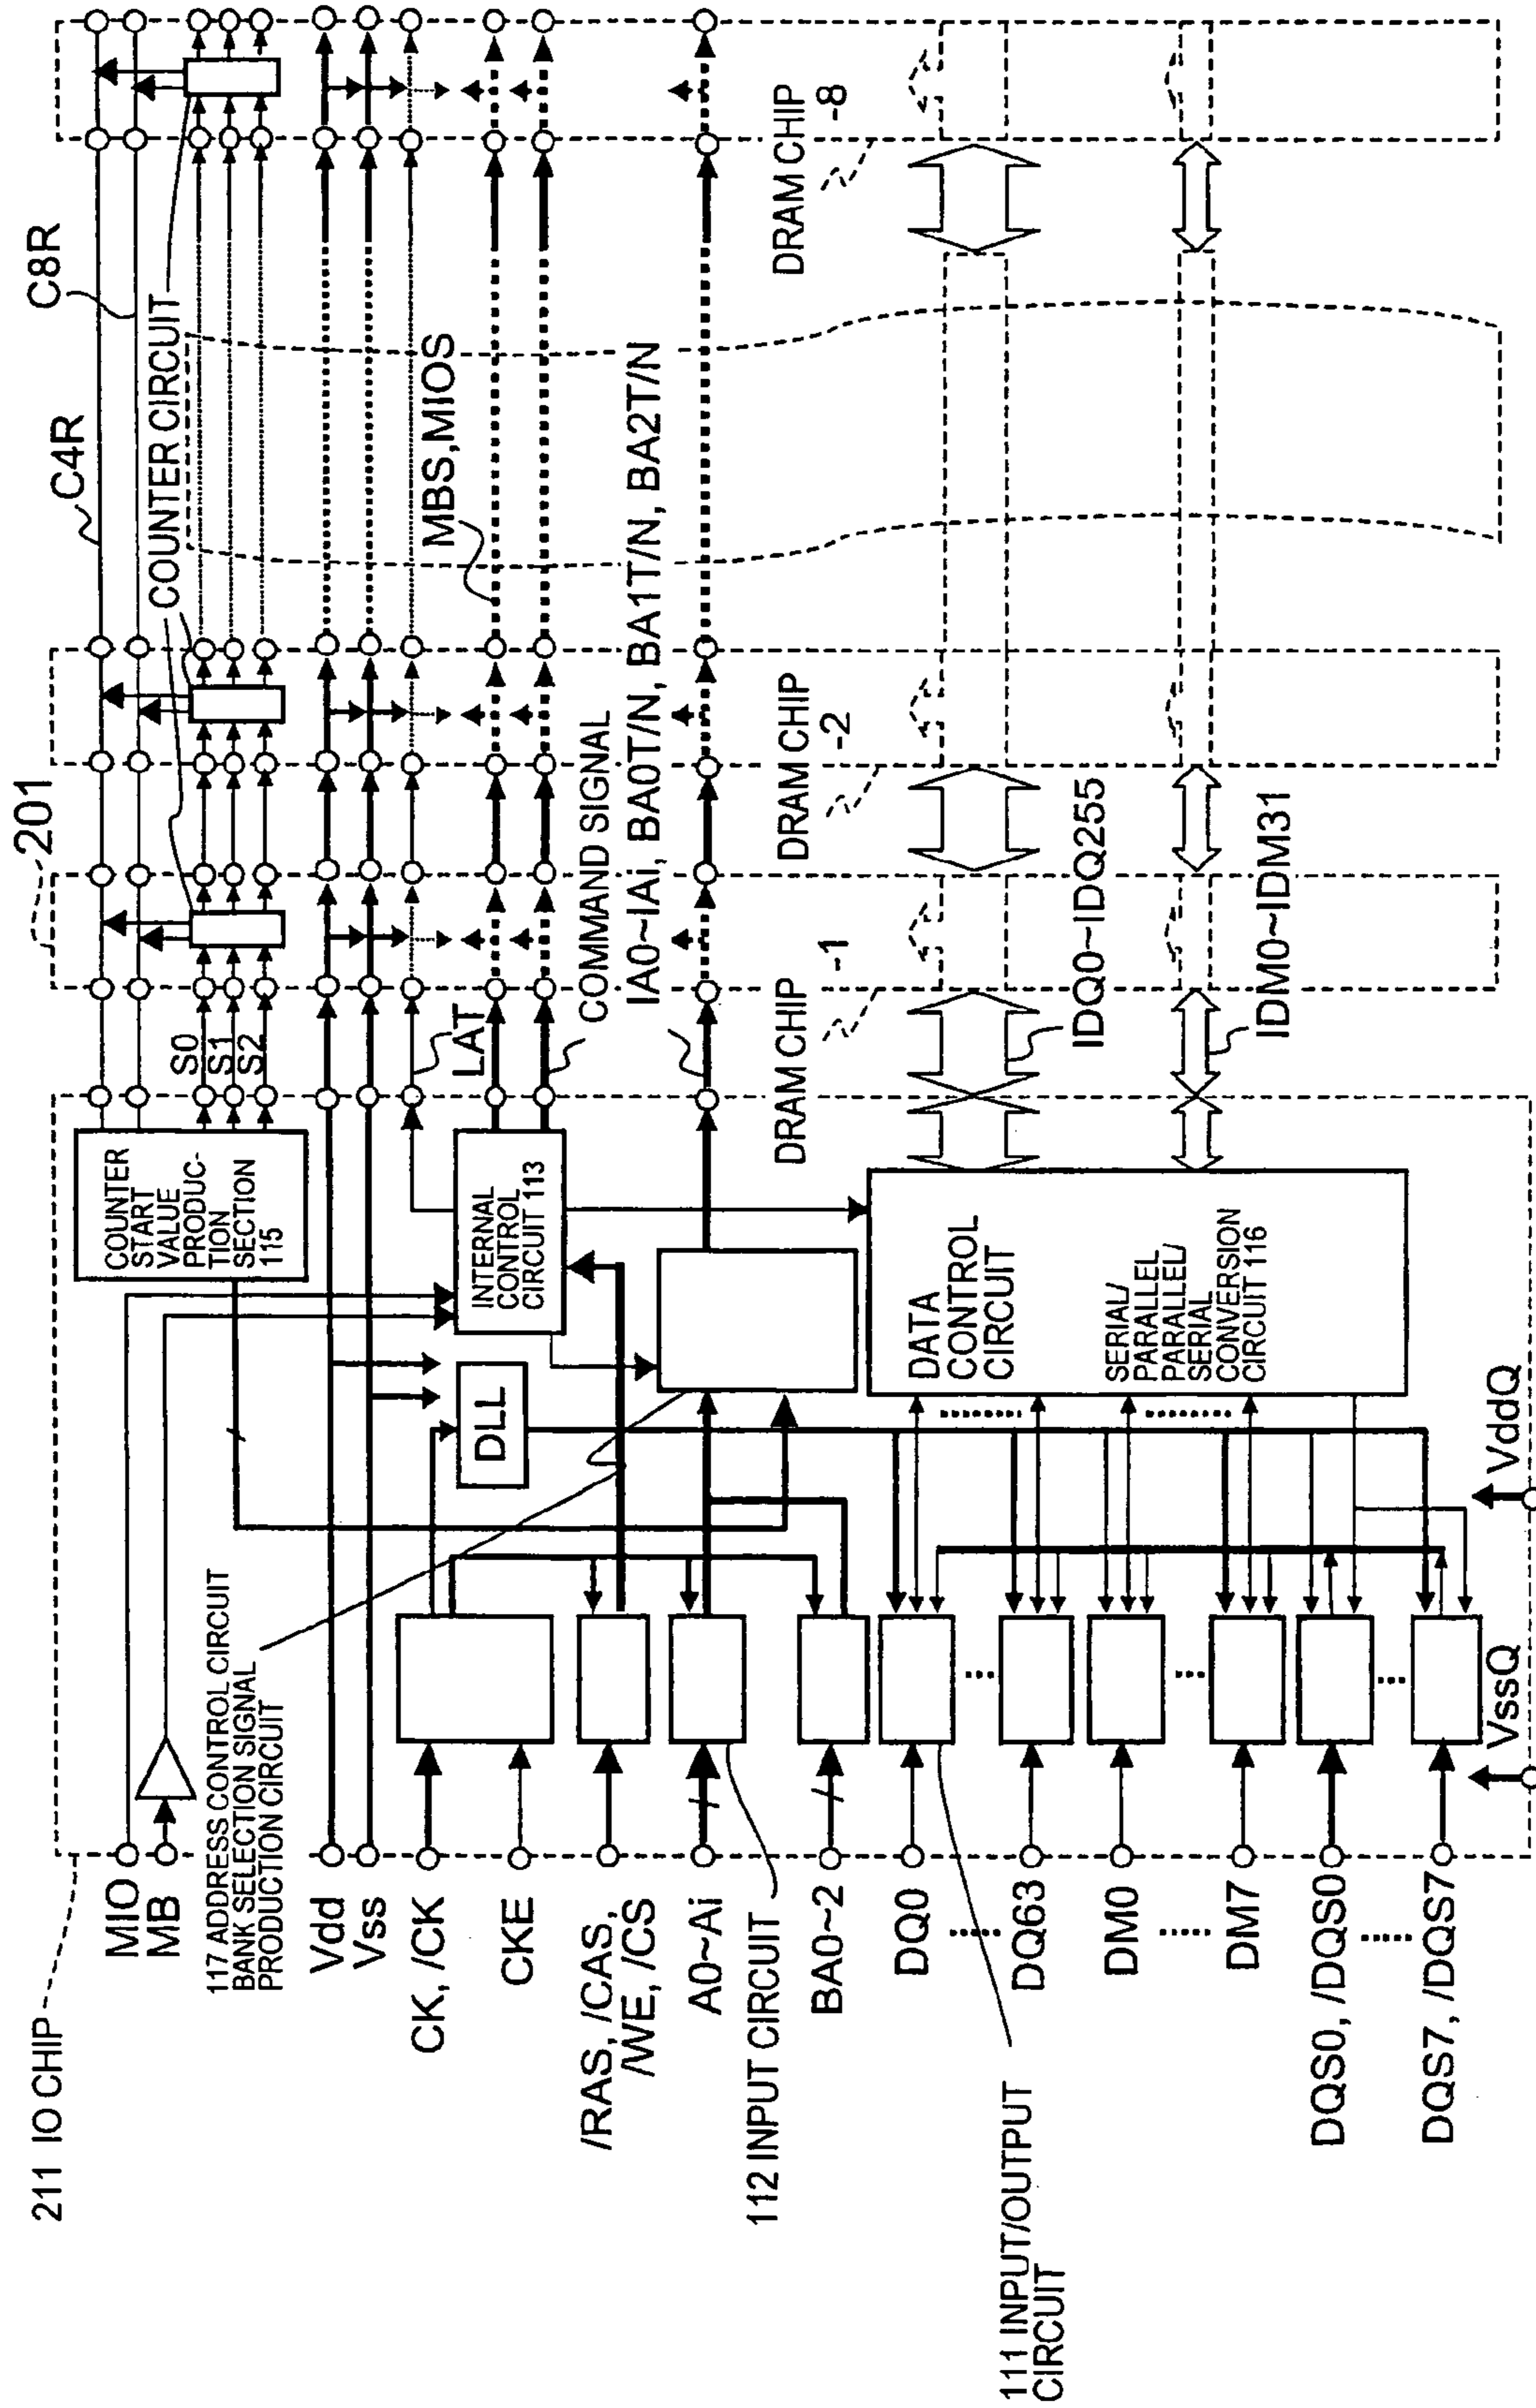 211 IO CHIP
201
C4R
C8R
COUNTER CIRCUIT
COUNTER
START
VALUE
PRODUC-
TION
SECTION
115
S0
S1
S2
LAT
MBS,MIOS
COMMAND SIGNAL
IA0~IAi, BA0T/N, BA1T/N, BA2T/N
INTERNAL
CONTROL
CIRCUIT 113
DLL
DATA
CONTROL
CIRCUIT
SERIAL/
PARALLEL
PARALLEL/
SERIAL
CONVERSION
CIRCUIT 116
DRAM CHIP
-1
DRAM CHIP
-2
DRAM CHIP
-8
IDQ0~IDQ255
IDM0~IDM31
MIO
MB
117 ADDRESS CONTROL CIRCUIT
BANK SELECTION SIGNAL
PRODUCTION CIRCUIT
Vdd
Vss
CK, /CK
CKE
/RAS, /CAS,
/WE, /CS
A0~Ai
112 INPUT CIRCUIT
BA0~2
DQ0
DQ63
DM0
DM7
DQS0, /DQS0
DQS7, /DQS7
111 INPUT/OUTPUT
CIRCUIT
VssQ
VddQ